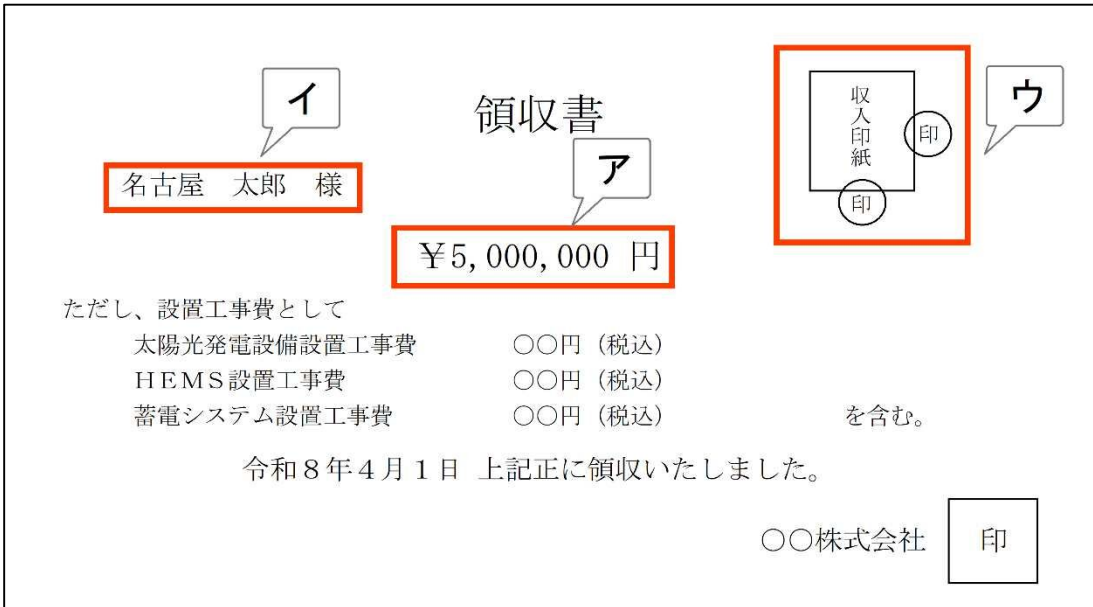 イ
領収書
収入印紙
印
印
ウ
名古屋 太郎 様
ア
￥5,000,000 円
ただし、設置工事費として
太陽光発電設備設置工事費 ○○円（税込）
ＨＥＭＳ設置工事費 ○○円（税込）
蓄電システム設置工事費 ○○円（税込） を含む。
令和８年４月１日 上記正に領収いたしました。
○○株式会社 印